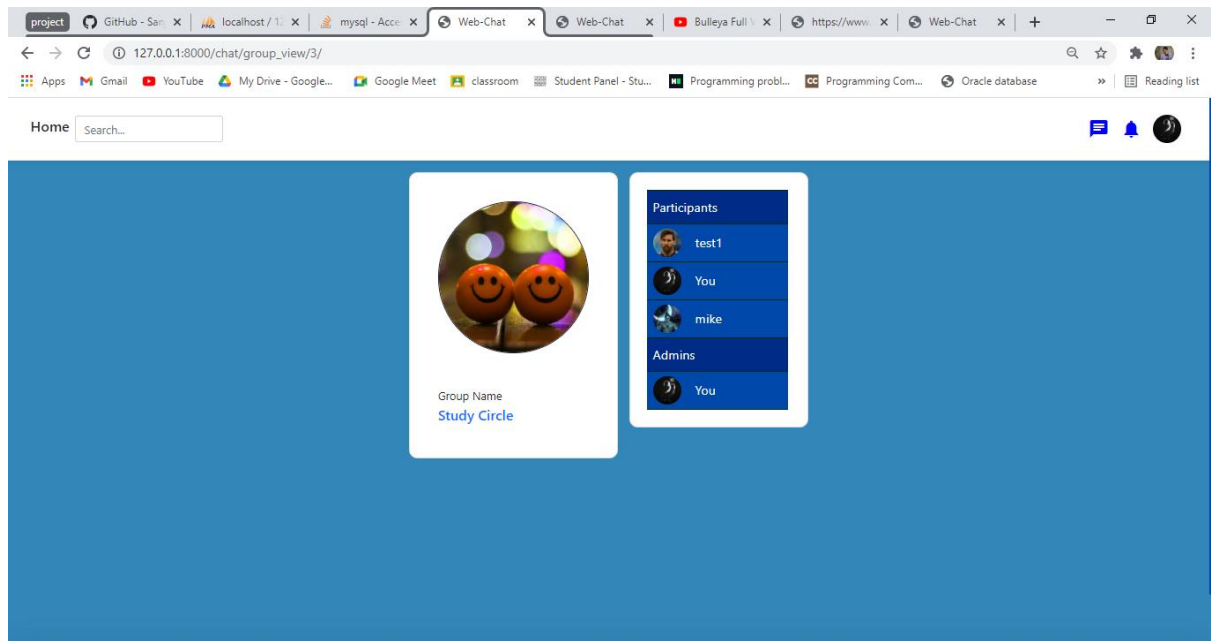 project GitHub - San localhost / 12 mysql - Acce Web-Chat Web-Chat Bulleya Full V https://www. Web-Chat
127.0.0.1:8000/chat/group_view/3/
Apps Gmail YouTube My Drive - Google... Google Meet classroom Student Panel - Stu... Programming probl... Programming Com... Oracle database » Reading list
Home Search...
Participants
test1
You
mike
Admins
You
Group Name
Study Circle